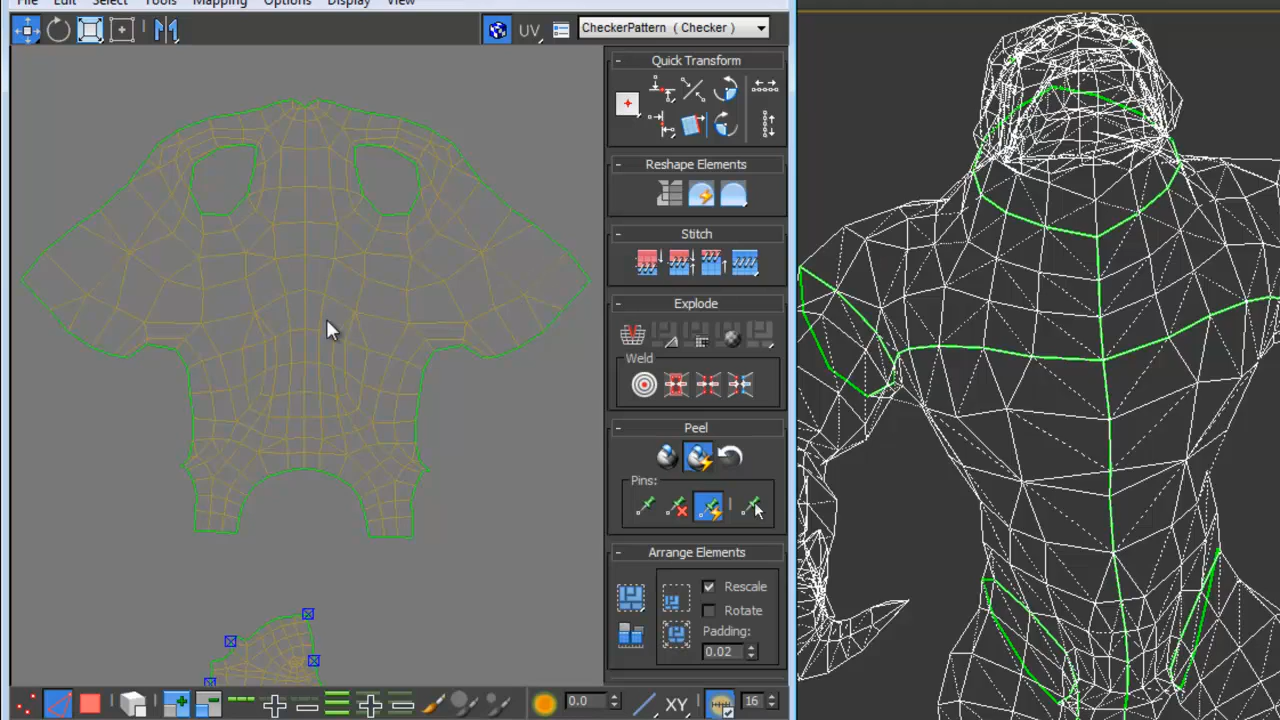 File Edit Select Tools Mapping Options Display View
UV
CheckerPattern ( Checker )
- Quick Transform
- Reshape Elements
- Stitch
- Explode
Weld
- Peel
Pins:
- Arrange Elements
Rescale
Rotate
Padding:
0.02
0.0
XY
16